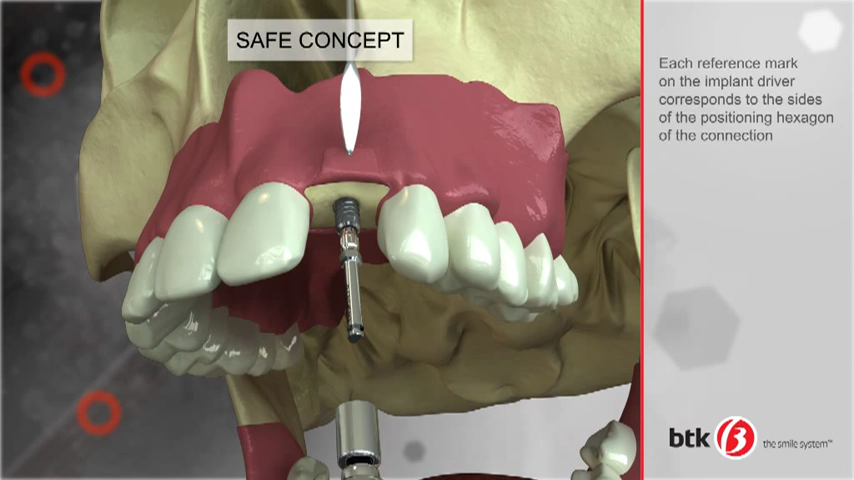 SAFE CONCEPT
Each reference mark
on the implant driver
corresponds to the sides
of the positioning hexagon
of the connection
btk the smile system™